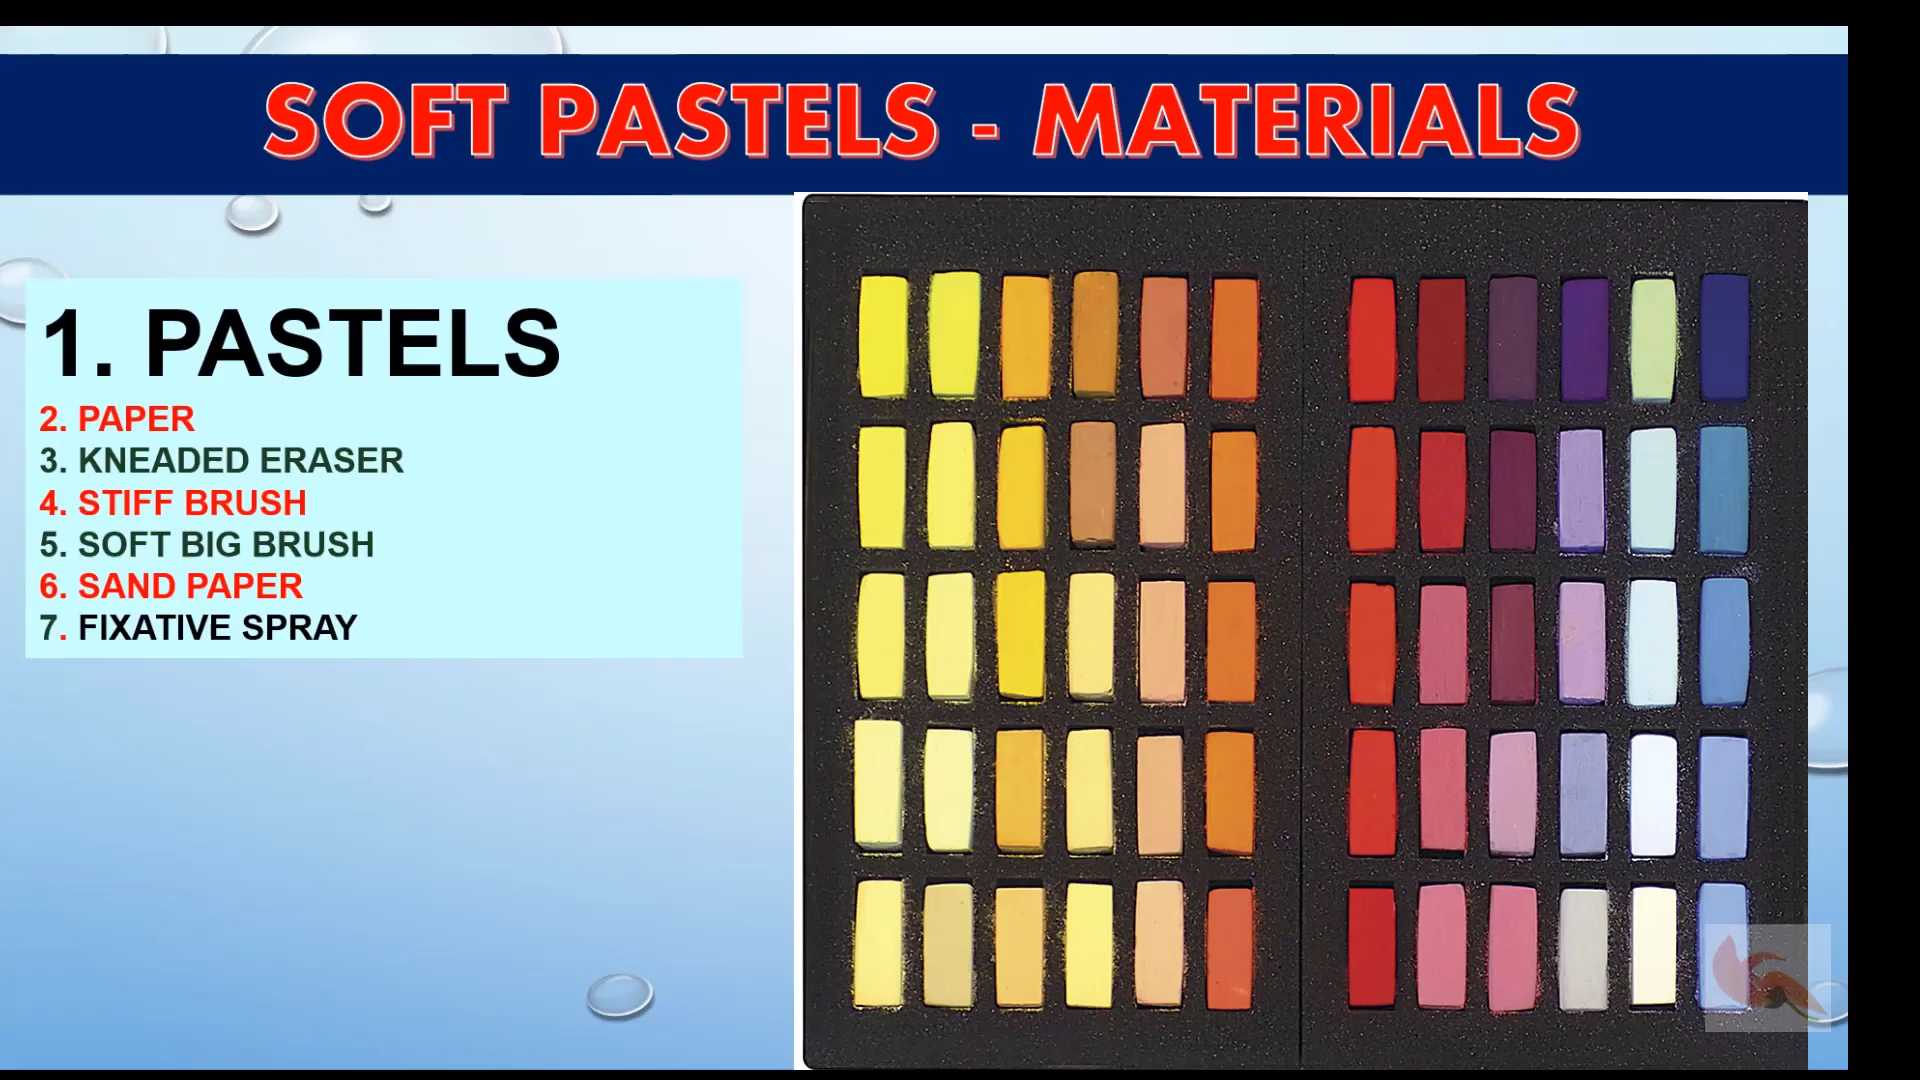 SOFT PASTELS - MATERIALS
1. PASTELS
2. PAPER
3. KNEADED ERASER
4. STIFF BRUSH
5. SOFT BIG BRUSH
6. SAND PAPER
7. FIXATIVE SPRAY